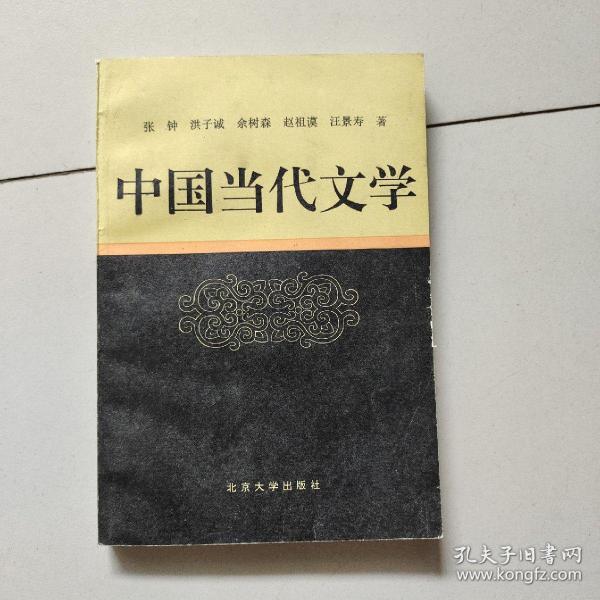 张 钟 洪子诚 佘树森 赵祖谟 汪景寿 著
中国当代文学
北京大学出版社
孔夫子旧书网
www.kongfz.com